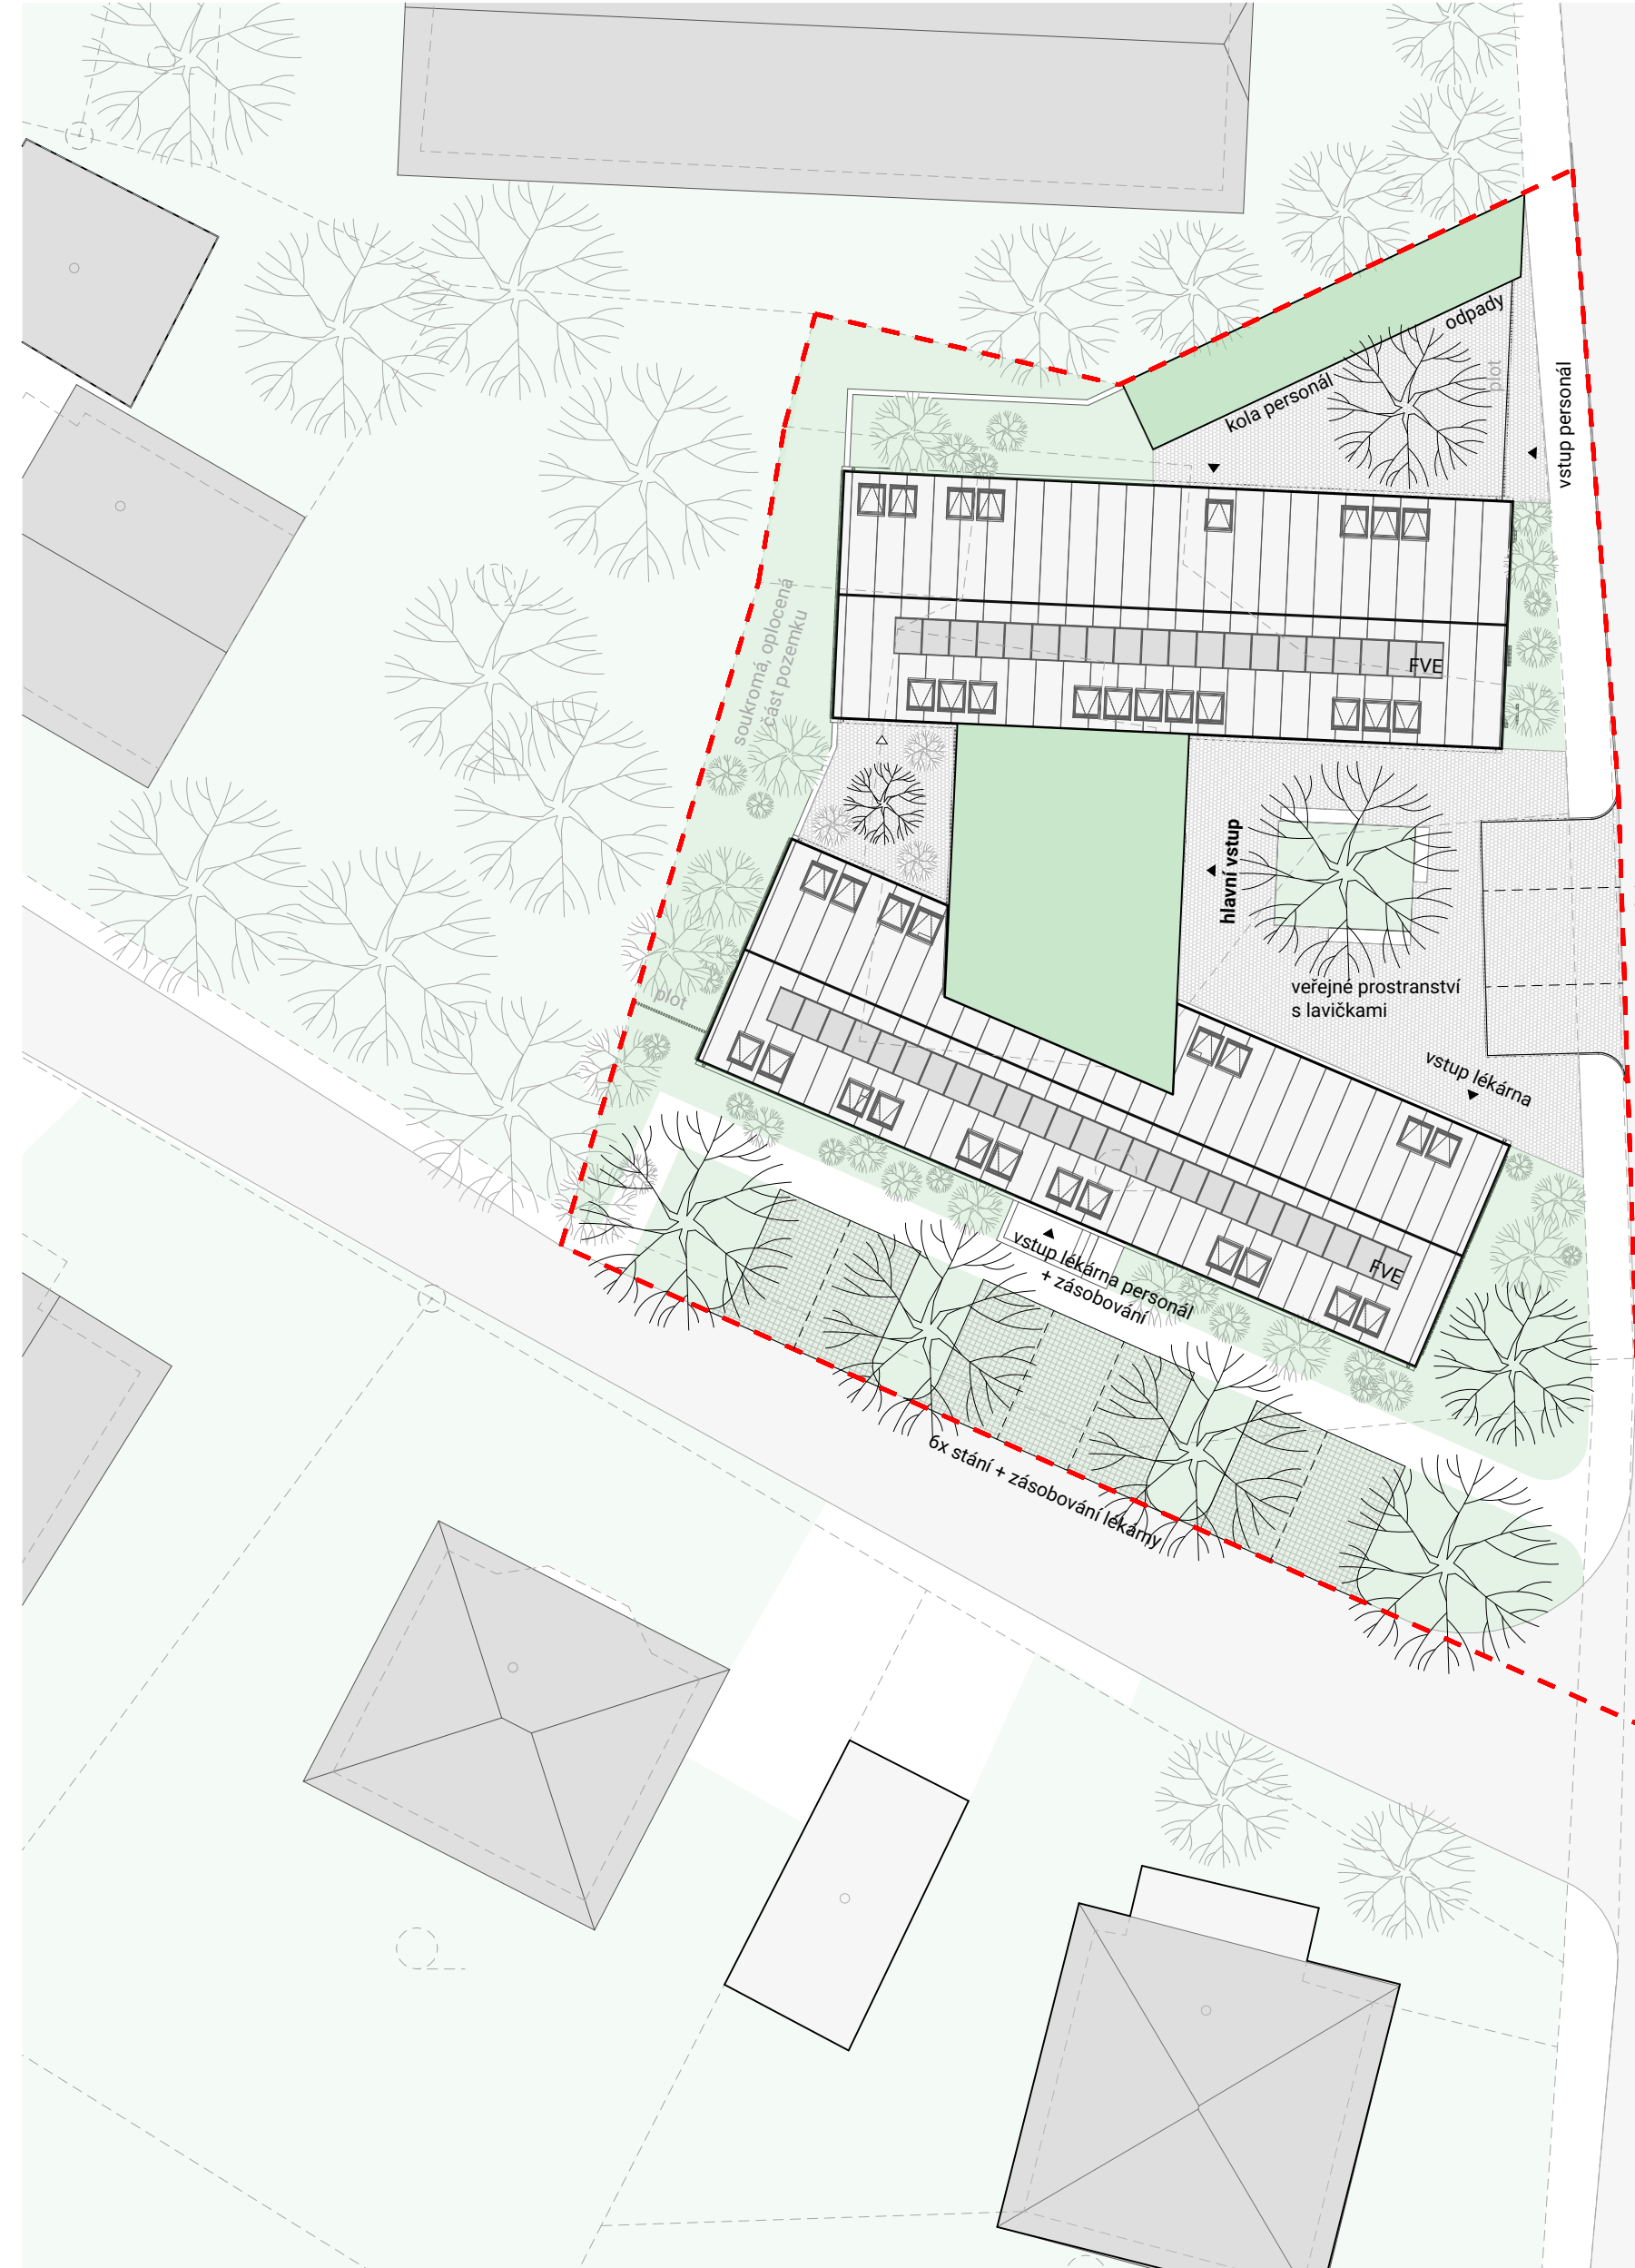 odpady
kola personál
plot
vstup personál
FVE
soukromá, oplocená
část pozemku
hlavní vstup
veřejné prostranství
s lavičkami
plot
vstup lékárna
FVE
vstup lékárna personál
+ zásobování
6x stání + zásobování lékárny